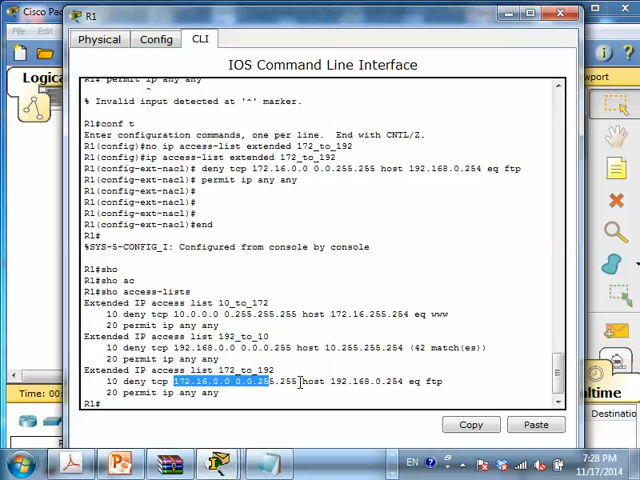 Cisco Pac
R1
File
Ed
Physical
Config
CLI
Logica
IOS Command Line Interface
R1# permit ip any any
^
% Invalid input detected at '^' marker.
R1#conf t
Enter configuration commands, one per line. End with CNTL/Z.
R1(config)#no ip access-list extended 172_to_192
R1(config)#ip access-list extended 172_to_192
R1(config-ext-nacl)# deny tcp 172.16.0.0 0.0.255.255 host 192.168.0.254 eq ftp
R1(config-ext-nacl)# permit ip any any
R1(config-ext-nacl)#
R1(config-ext-nacl)#
R1(config-ext-nacl)#end
R1#
%SYS-5-CONFIG_I: Configured from console by console
R1#sho
R1#sho ac
R1#sho access-lists
Extended IP access list 10_to_172
10 deny tcp 10.0.0.0 0.255.255.255 host 172.16.255.254 eq www
20 permit ip any any
Extended IP access list 192_to_10
10 deny tcp 192.168.0.0 0.0.0.255 host 10.255.255.254 (42 match(es))
20 permit ip any any
Extended IP access list 172_to_192
10 deny tcp 172.16.0.0 0.0.255.255 host 192.168.0.254 eq ftp
20 permit ip any any
R1#
Copy
Paste
ewport
Time: 00:
Destinatio
EN
7:28 PM
11/17/2014